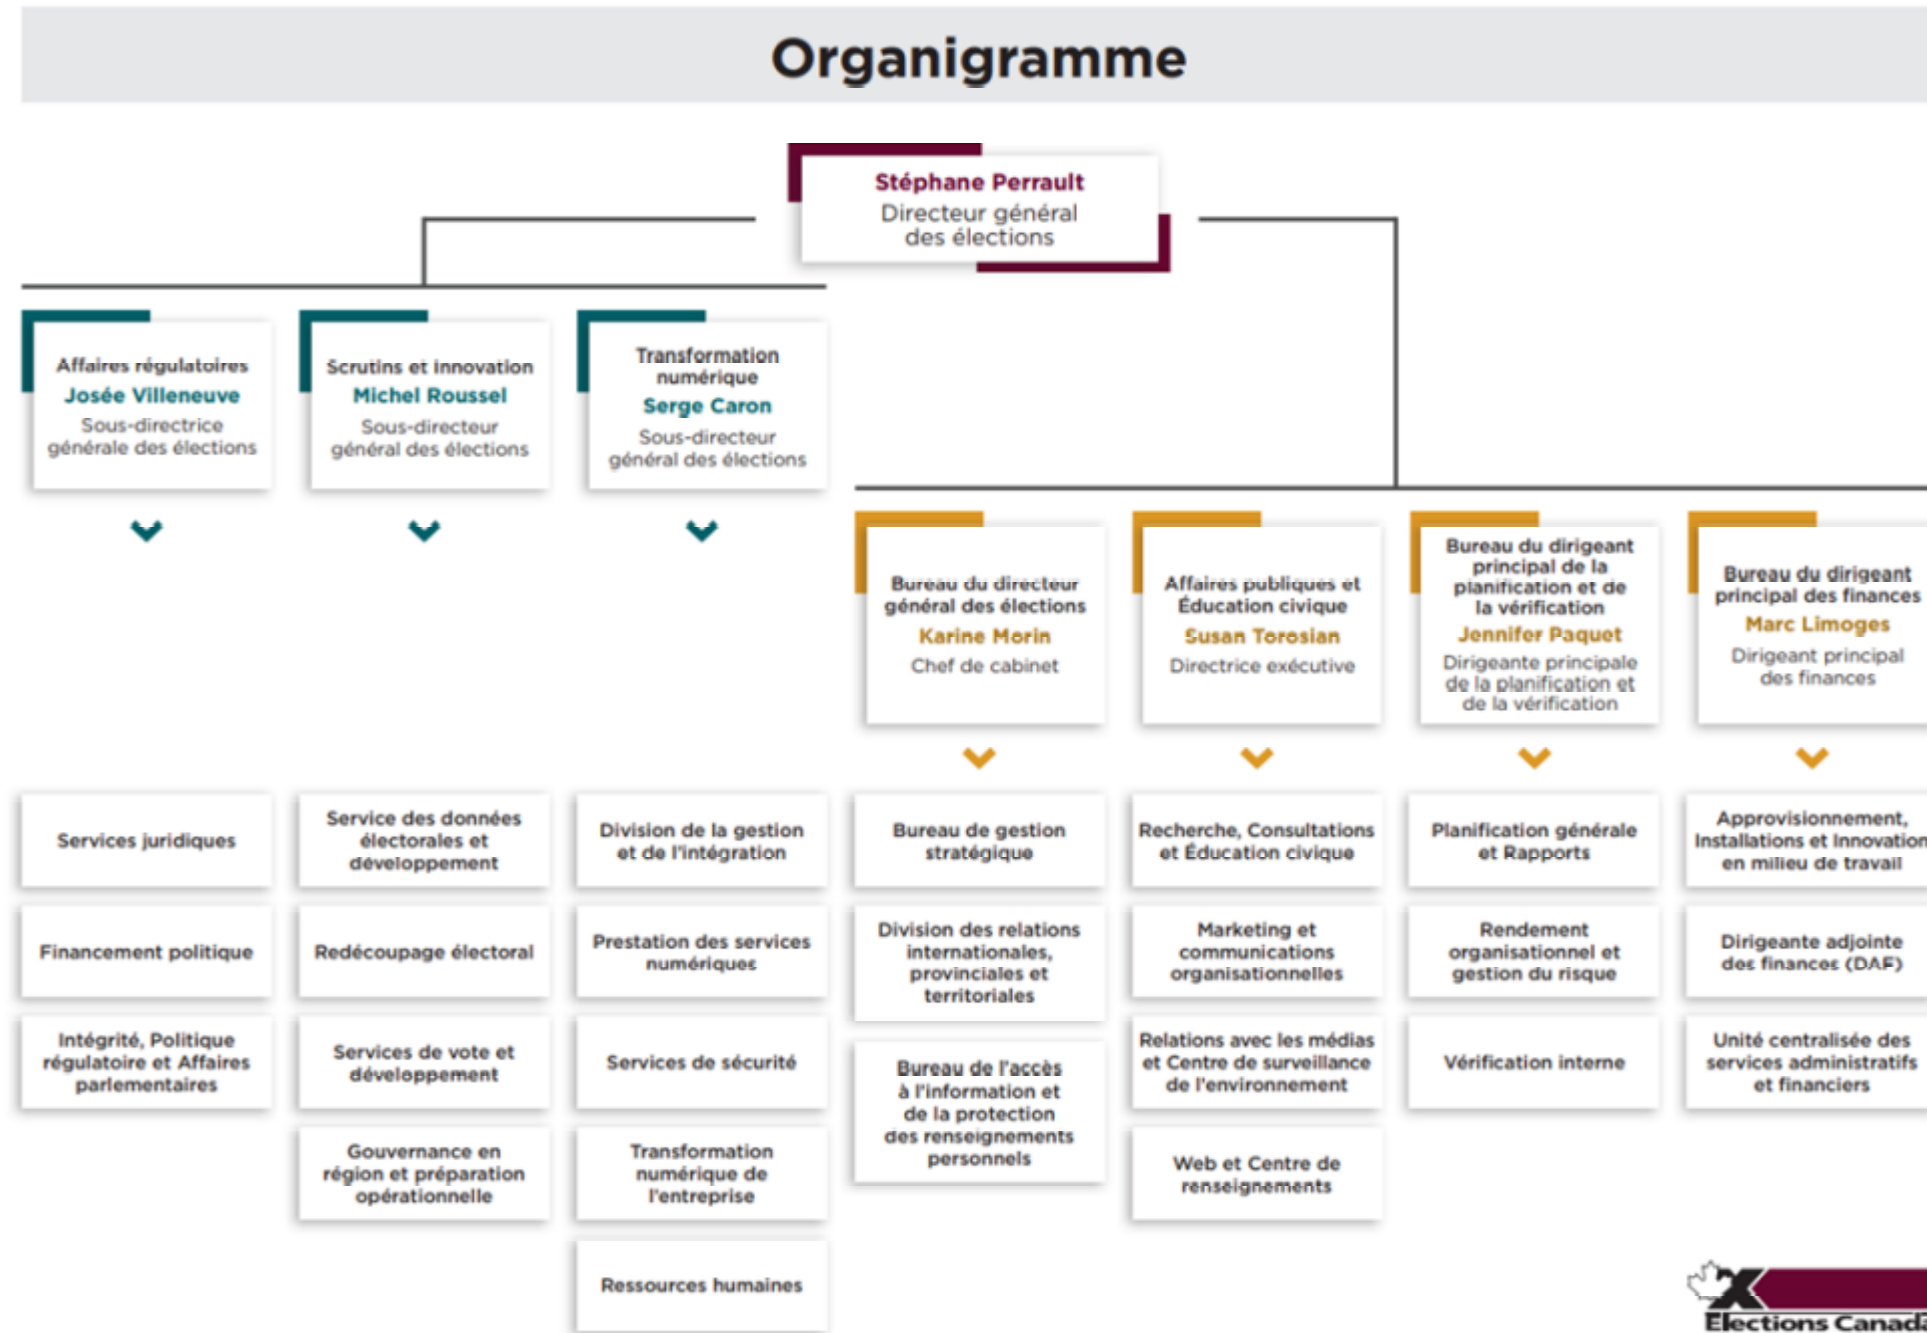 Organigramme
Stéphane Perrault
Directeur général
des élections
Affaires régulatoires
Josée Villeneuve
Sous-directrice
générale des élections
Scrutins et Innovation
Michel Roussel
Sous-directeur
général des élections
Transformation
numérique
Serge Caron
Sous-directeur
général des élections
Bureau du directeur
général des élections
Karine Morin
Chef de cabinet
Affaires publiques et
Éducation civique
Susan Torosian
Directrice exécutive
Bureau du dirigeant
principal de la
planification et de
la vérification
Jennifer Paquet
Dirigeante principale
de la planification et
de la vérification
Bureau du dirigeant
principal des finances
Marc Limoges
Dirigeant principal
des finances
Services juridiques
Financement politique
Intégrité, Politique
régulatoire et Affaires
parlementaires
Service des données
électorales et
développement
Redécoupage électoral
Services de vote et
développement
Gouvernance en
région et préparation
opérationnelle
Division de la gestion
et de l'intégration
Prestation des services
numériques
Services de sécurité
Transformation
numérique de
l'entreprise
Ressources humaines
Bureau de gestion
stratégique
Division des relations
internationales,
provinciales et
territoriales
Bureau de l'accès
à l'information et
de la protection
des renseignements
personnels
Recherche, Consultations
et Éducation civique
Marketing et
communications
organisationnelles
Relations avec les médias
et Centre de surveillance
de l'environnement
Web et Centre de
renseignements
Planification générale
et Rapports
Rendement
organisationnel et
gestion du risque
Vérification interne
Approvisionnement,
Installations et Innovation
en milieu de travail
Dirigeante adjointe
des finances (DAF)
Unité centralisée des
services administratifs
et financiers
Elections Canada